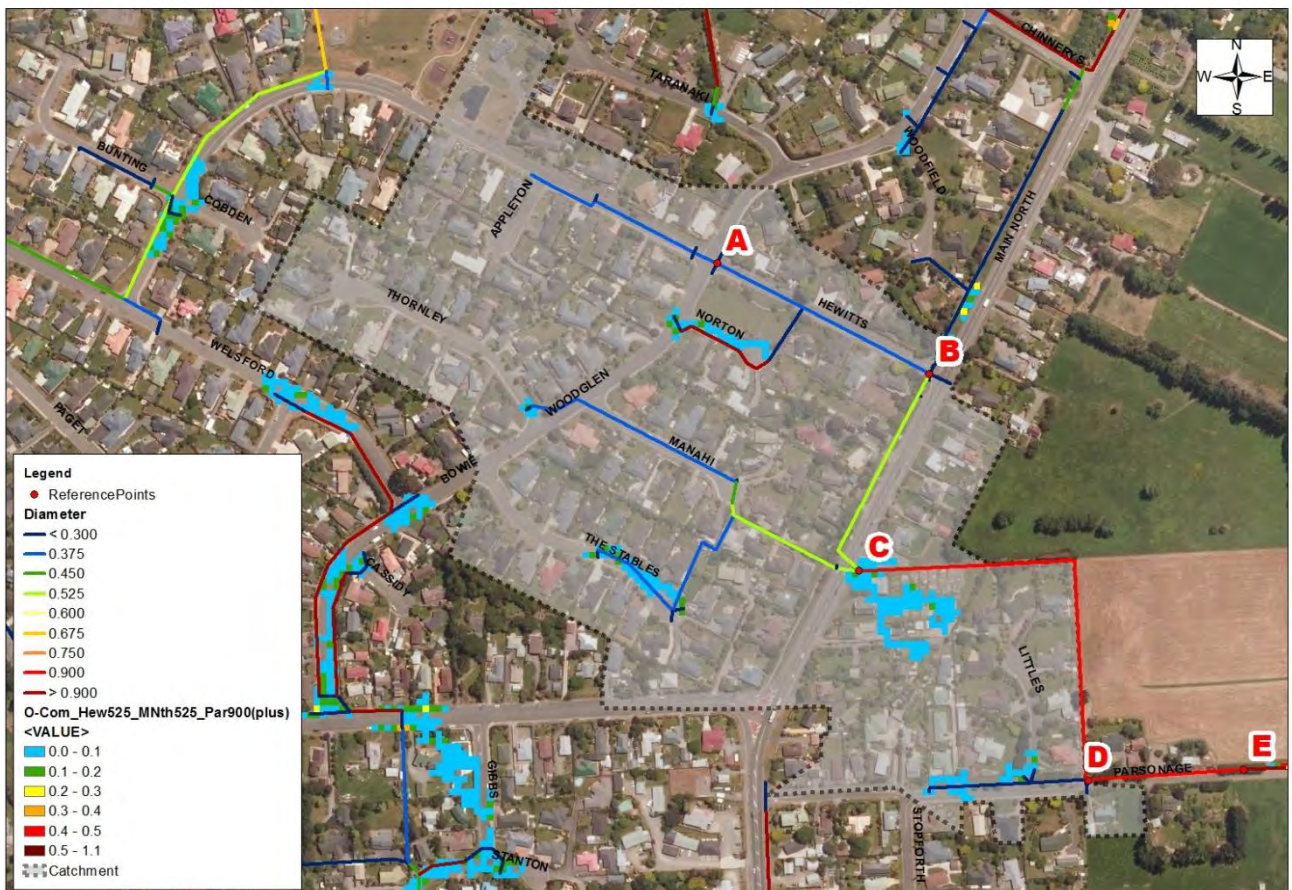 CHINNERYS
N
W E
S
TARANAKI
WOODFIELD
BUNTING
COBDEN
APPLETON
MAIN NORTH
A
THORNLEY
HEWITTS
NORTON
B
WELSFORD
WOODGLEN
PAGET
MANAHI
BOWIE
THE STABLES
C
CASSIDY
LITTLES
D
E
PARSONAGE
GIBBS
STOPFORTH
STANTON
Legend
ReferencePoints
Diameter
< 0.300
0.375
0.450
0.525
0.600
0.675
0.750
0.900
> 0.900
O-Com_Hew525_MNth525_Par900(plus)
<VALUE>
0.0 - 0.1
0.1 - 0.2
0.2 - 0.3
0.3 - 0.4
0.4 - 0.5
0.5 - 1.1
Catchment